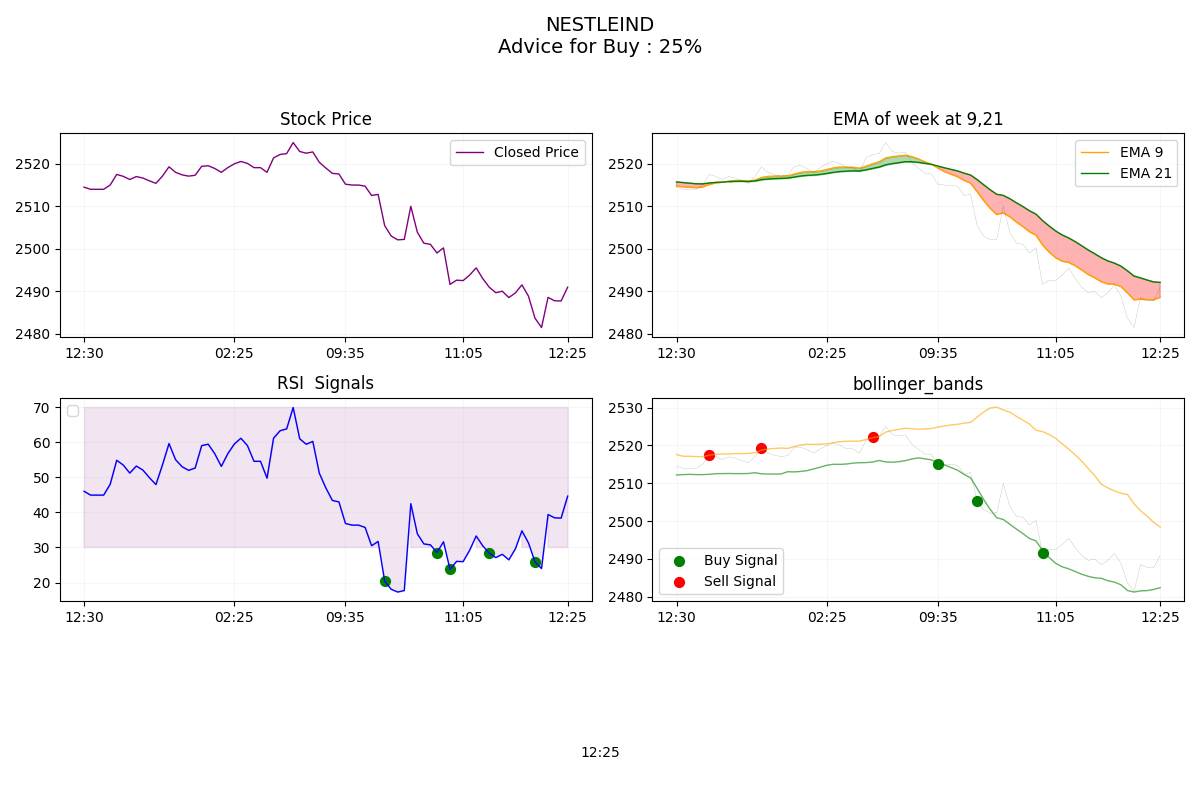 NESTLEIND
Advice for Buy : 25%
Stock Price
Closed Price
2520
2510
2500
2490
2480
12:30 02:25 09:35 11:05 12:25
EMA of week at 9,21
EMA 9
EMA 21
2520
2510
2500
2490
2480
12:30 02:25 09:35 11:05 12:25
RSI  Signals
70
60
50
40
30
20
12:30 02:25 09:35 11:05 12:25
bollinger_bands
2530
2520
2510
2500
2490
2480
Buy Signal
Sell Signal
12:30 02:25 09:35 11:05 12:25
12:25